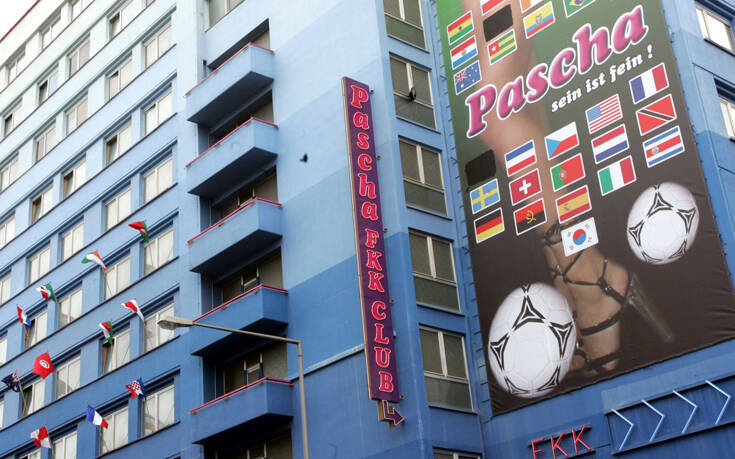 Pascha
sein ist fein !
Pascha FKK CLUB
FKK